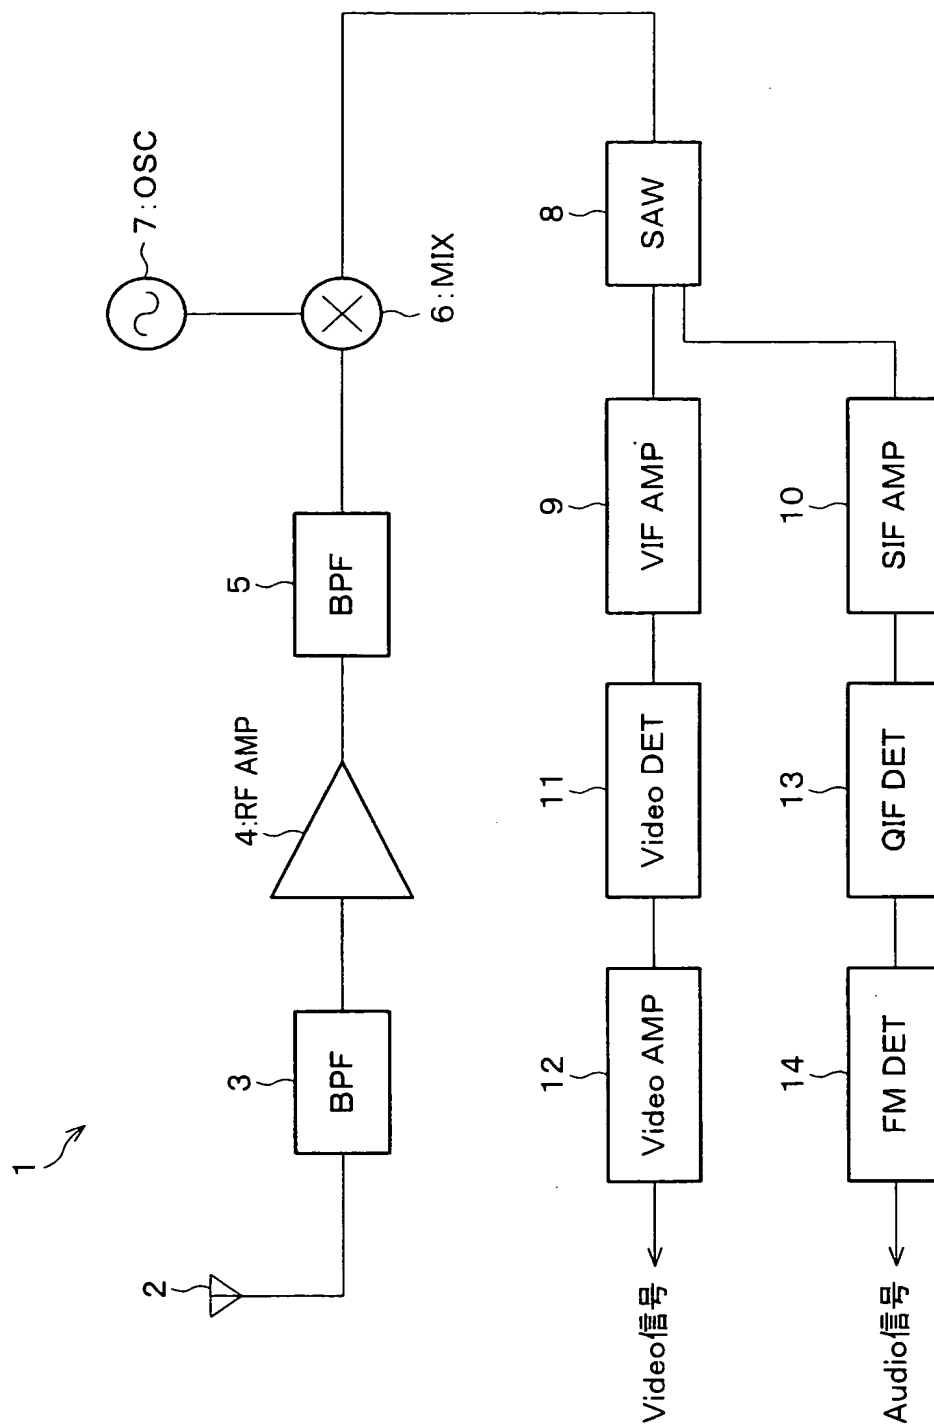 1
2
3
BPF
4:RF AMP
5
BPF
6:MIX
7:OSC
8
SAW
9
VIF AMP
11
Video DET
12
Video AMP
Video信号
10
SIF AMP
13
QIF DET
14
FM DET
Audio信号